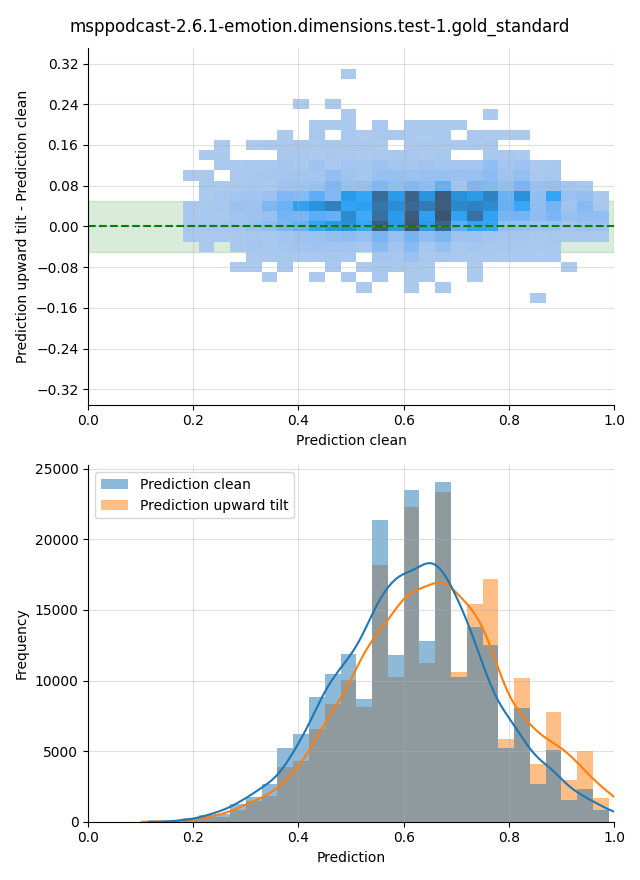 msppodcast-2.6.1-emotion.dimensions.test-1.gold_standard
Prediction upward tilt - Prediction clean
0.32
0.24
0.16
0.08
0.00
−0.08
−0.16
−0.24
−0.32
0.0 0.2 0.4 0.6 0.8 1.0
Prediction clean
Frequency
25000
20000
15000
10000
5000
0
Prediction clean
Prediction upward tilt
0.0 0.2 0.4 0.6 0.8 1.0
Prediction